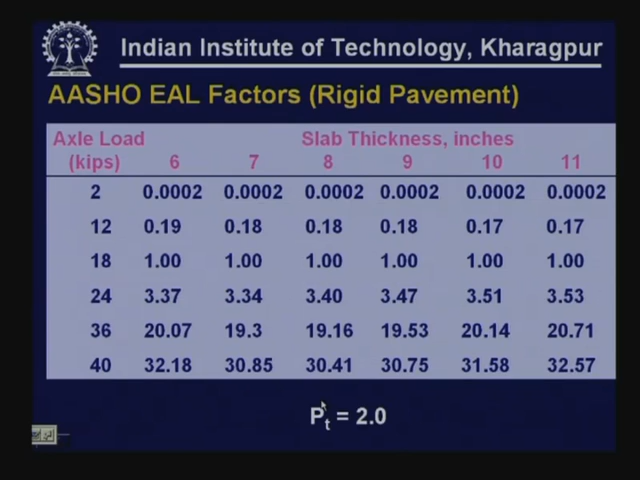 Indian Institute of Technology, Kharagpur
AASHO EAL Factors (Rigid Pavement)
Axle Load Slab Thickness, inches
(kips) 6 7 8 9 10 11
2 0.0002 0.0002 0.0002 0.0002 0.0002 0.0002
12 0.19 0.18 0.18 0.18 0.17 0.17
18 1.00 1.00 1.00 1.00 1.00 1.00
24 3.37 3.34 3.40 3.47 3.51 3.53
36 20.07 19.3 19.16 19.53 20.14 20.71
40 32.18 30.85 30.41 30.75 31.58 32.57
Pt = 2.0